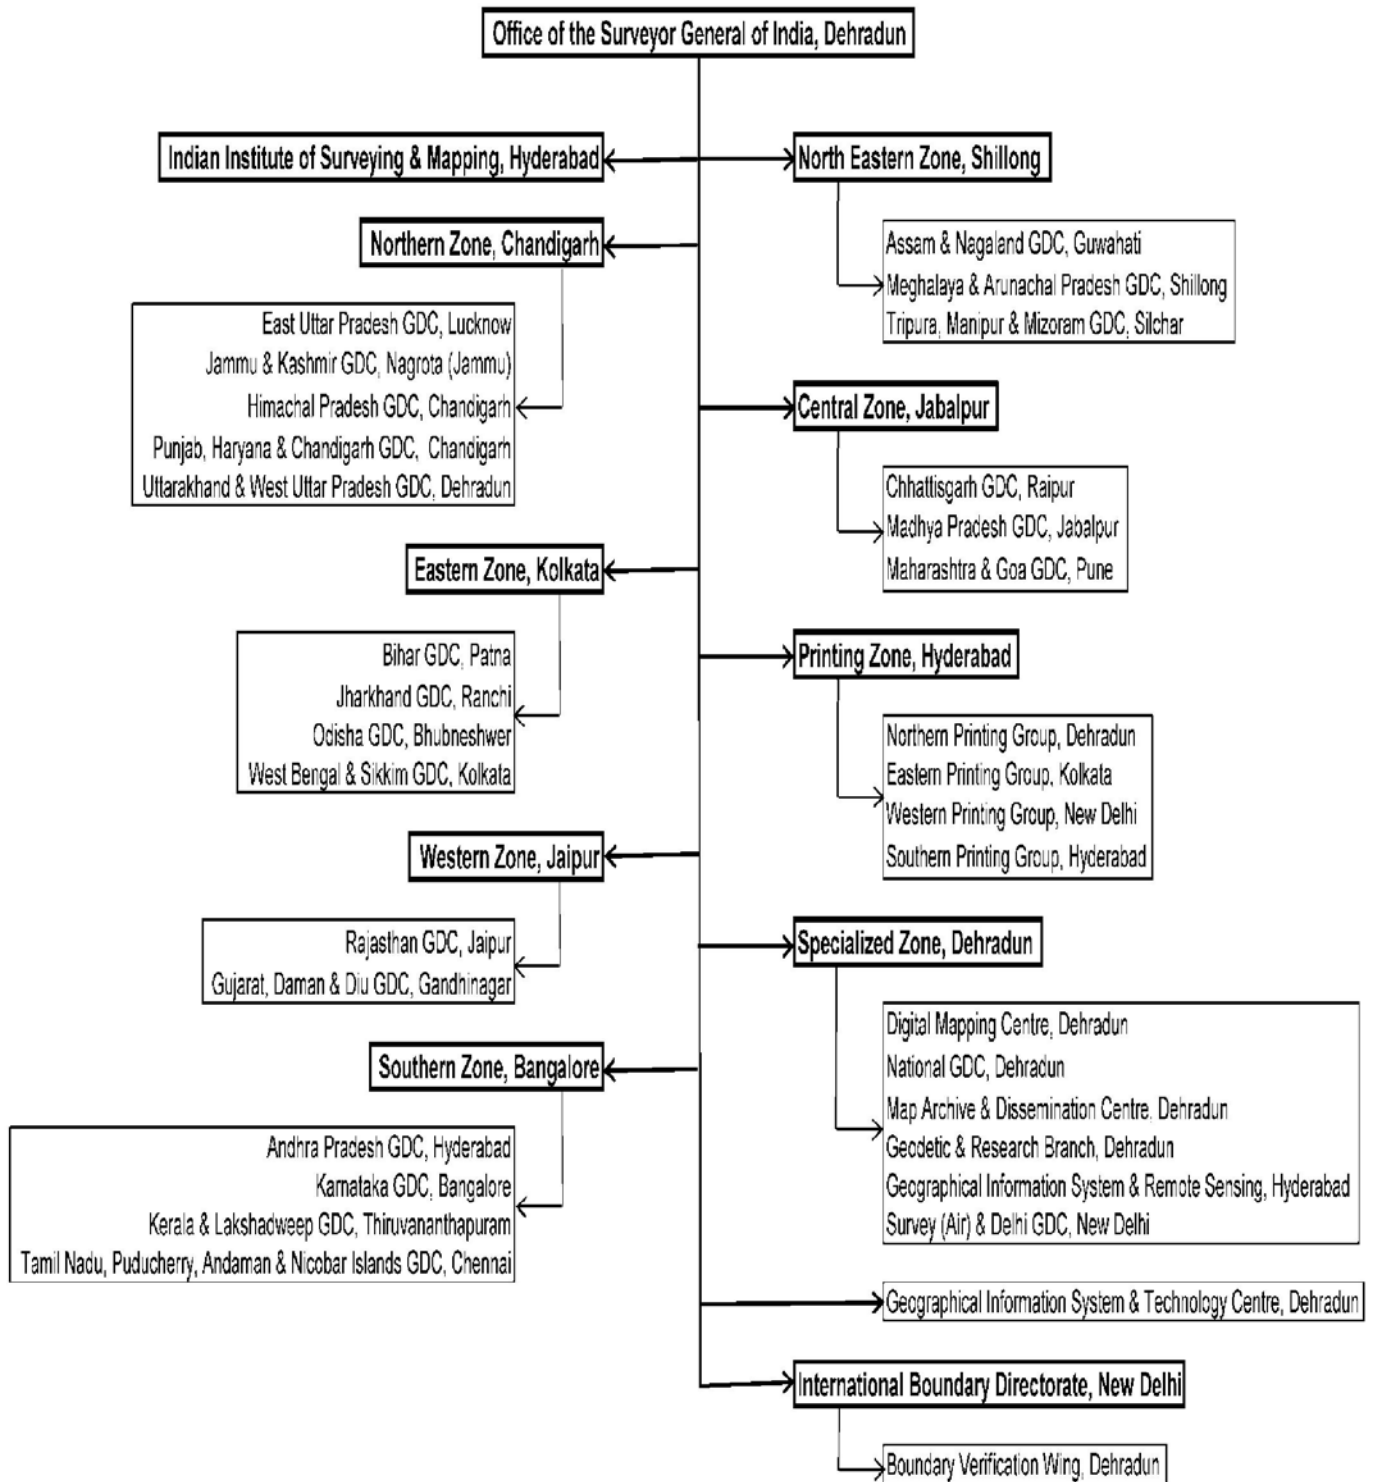 Office of the Surveyor General of India, Dehradun
Indian Institute of Surveying & Mapping, Hyderabad
North Eastern Zone, Shillong
Assam & Nagaland GDC, Guwahati
Meghalaya & Arunachal Pradesh GDC, Shillong
Tripura, Manipur & Mizoram GDC, Silchar
Northern Zone, Chandigarh
East Uttar Pradesh GDC, Lucknow
Jammu & Kashmir GDC, Nagrota (Jammu)
Himachal Pradesh GDC, Chandigarh
Punjab, Haryana & Chandigarh GDC, Chandigarh
Uttarakhand & West Uttar Pradesh GDC, Dehradun
Central Zone, Jabalpur
Chhattisgarh GDC, Raipur
Madhya Pradesh GDC, Jabalpur
Maharashtra & Goa GDC, Pune
Eastern Zone, Kolkata
Bihar GDC, Patna
Jharkhand GDC, Ranchi
Odisha GDC, Bhubneshwer
West Bengal & Sikkim GDC, Kolkata
Printing Zone, Hyderabad
Northern Printing Group, Dehradun
Eastern Printing Group, Kolkata
Western Printing Group, New Delhi
Southern Printing Group, Hyderabad
Western Zone, Jaipur
Rajasthan GDC, Jaipur
Gujarat, Daman & Diu GDC, Gandhinagar
Specialized Zone, Dehradun
Digital Mapping Centre, Dehradun
National GDC, Dehradun
Map Archive & Dissemination Centre, Dehradun
Geodetic & Research Branch, Dehradun
Geographical Information System & Remote Sensing, Hyderabad
Survey (Air) & Delhi GDC, New Delhi
Southern Zone, Bangalore
Andhra Pradesh GDC, Hyderabad
Karnataka GDC, Bangalore
Kerala & Lakshadweep GDC, Thiruvananthapuram
Tamil Nadu, Puducherry, Andaman & Nicobar Islands GDC, Chennai
Geographical Information System & Technology Centre, Dehradun
International Boundary Directorate, New Delhi
Boundary Verification Wing, Dehradun